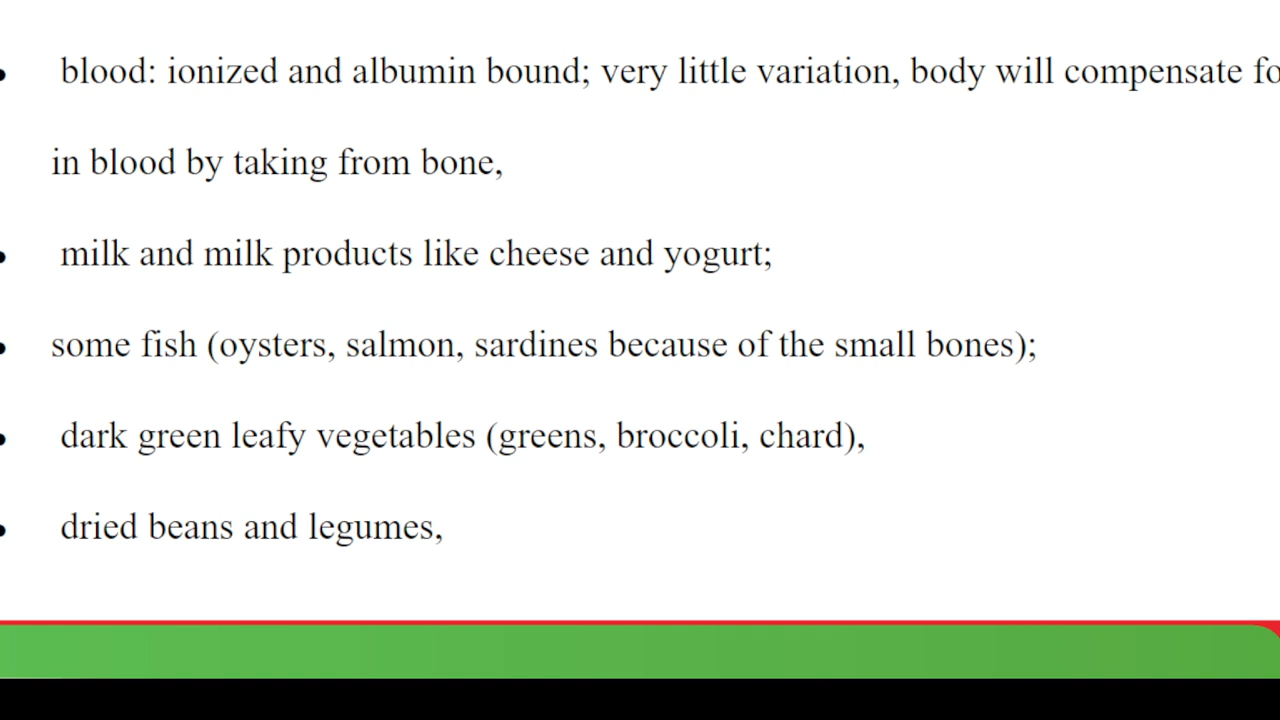 • blood: ionized and albumin bound; very little variation, body will compensate fo
in blood by taking from bone,
• milk and milk products like cheese and yogurt;
• some fish (oysters, salmon, sardines because of the small bones);
• dark green leafy vegetables (greens, broccoli, chard),
• dried beans and legumes,